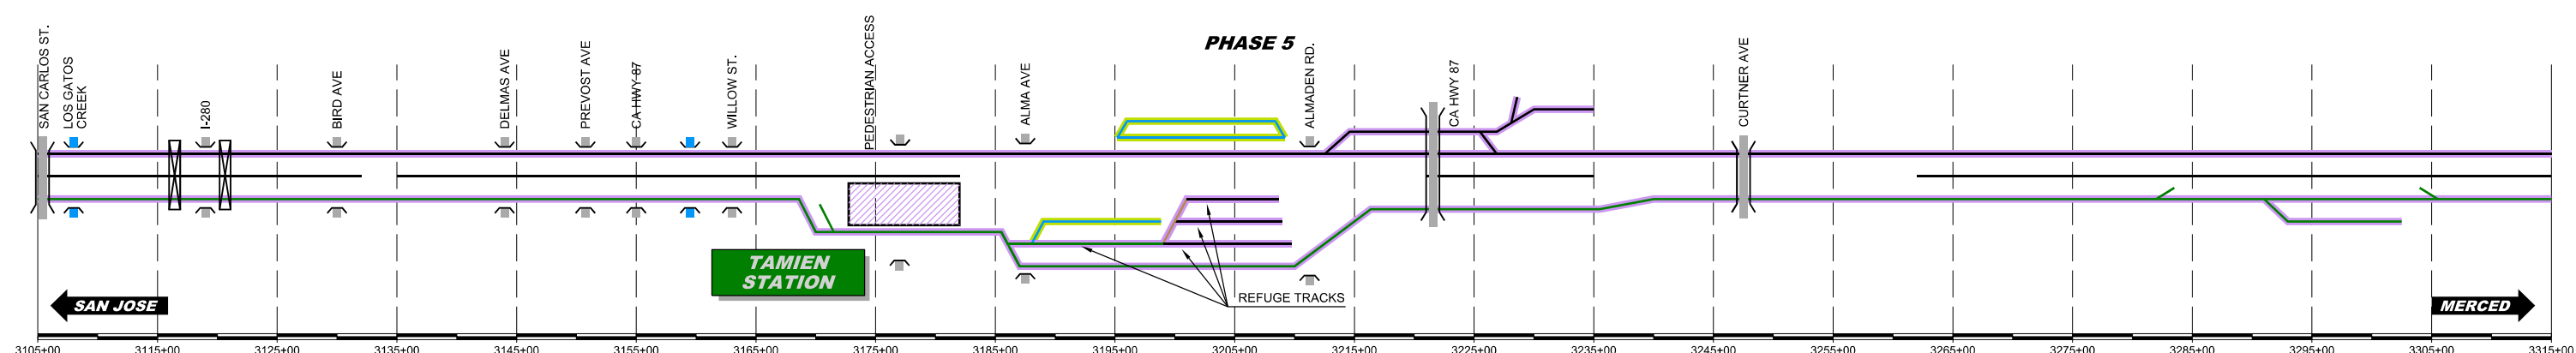 PHASE 5
SAN CARLOS ST.
LOS GATOS
CREEK
I-280
BIRD AVE
DELMAS AVE
PREVOST AVE
CA HWY 87
WILLOW ST.
PEDESTRIAN ACCESS
ALMA AVE
ALMADEN RD.
CA HWY 87
CURTNER AVE
TAMIEN
STATION
REFUGE TRACKS
SAN JOSE
MERCED
3105+00
3115+00
3125+00
3135+00
3145+00
3155+00
3165+00
3175+00
3185+00
3195+00
3205+00
3215+00
3225+00
3235+00
3245+00
3255+00
3265+00
3275+00
3285+00
3295+00
3305+00
3315+00